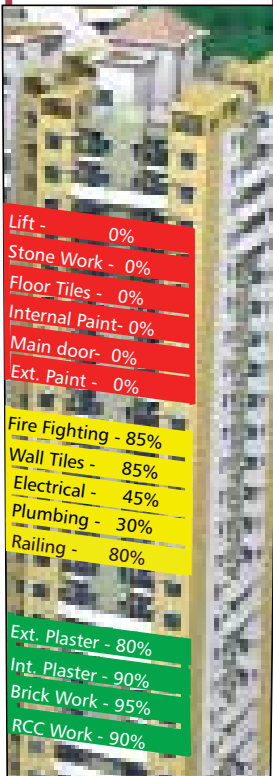 Lift - 0%
Stone Work - 0%
Floor Tiles - 0%
Internal Paint- 0%
Main door- 0%
Ext. Paint - 0%
Fire Fighting - 85%
Wall Tiles - 85%
Electrical - 45%
Plumbing - 30%
Railing - 80%
Ext. Plaster - 80%
Int. Plaster - 90%
Brick Work - 95%
RCC Work - 90%